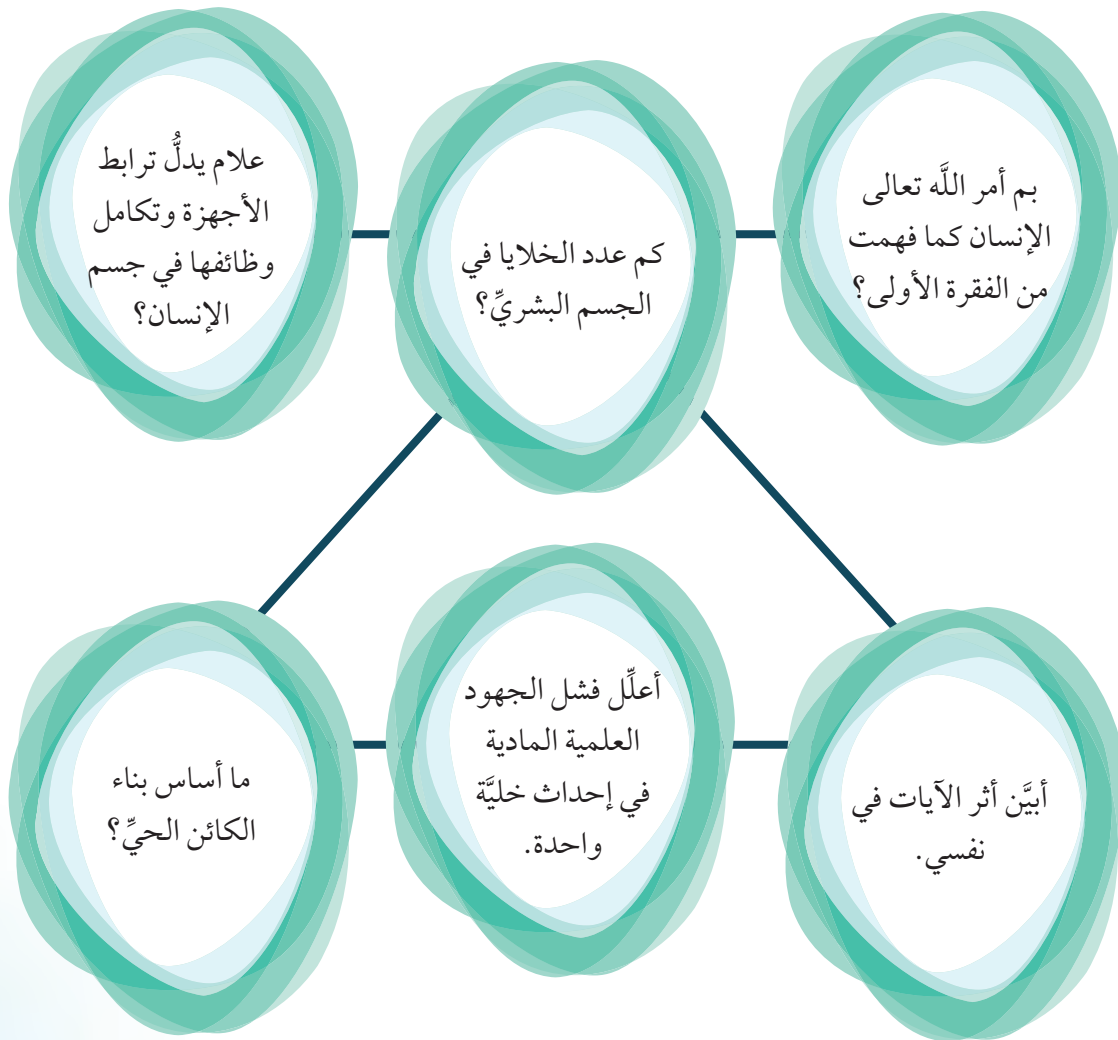 بم أمر اللَّه تعالى
الإنسان كما فهمت
من الفقرة الأولى؟
كم عدد الخلايا في
الجسم البشريِّ؟
علام يدلُّ ترابط
الأجهزة وتكامل
وظائفها في جسم
الإنسان؟
أبيَّن أثر الآيات في
نفسي.
أعلِّل فشل الجهود
العلمية المادية
في إحداث خليَّة
واحدة.
ما أساس بناء
الكائن الحيِّ؟